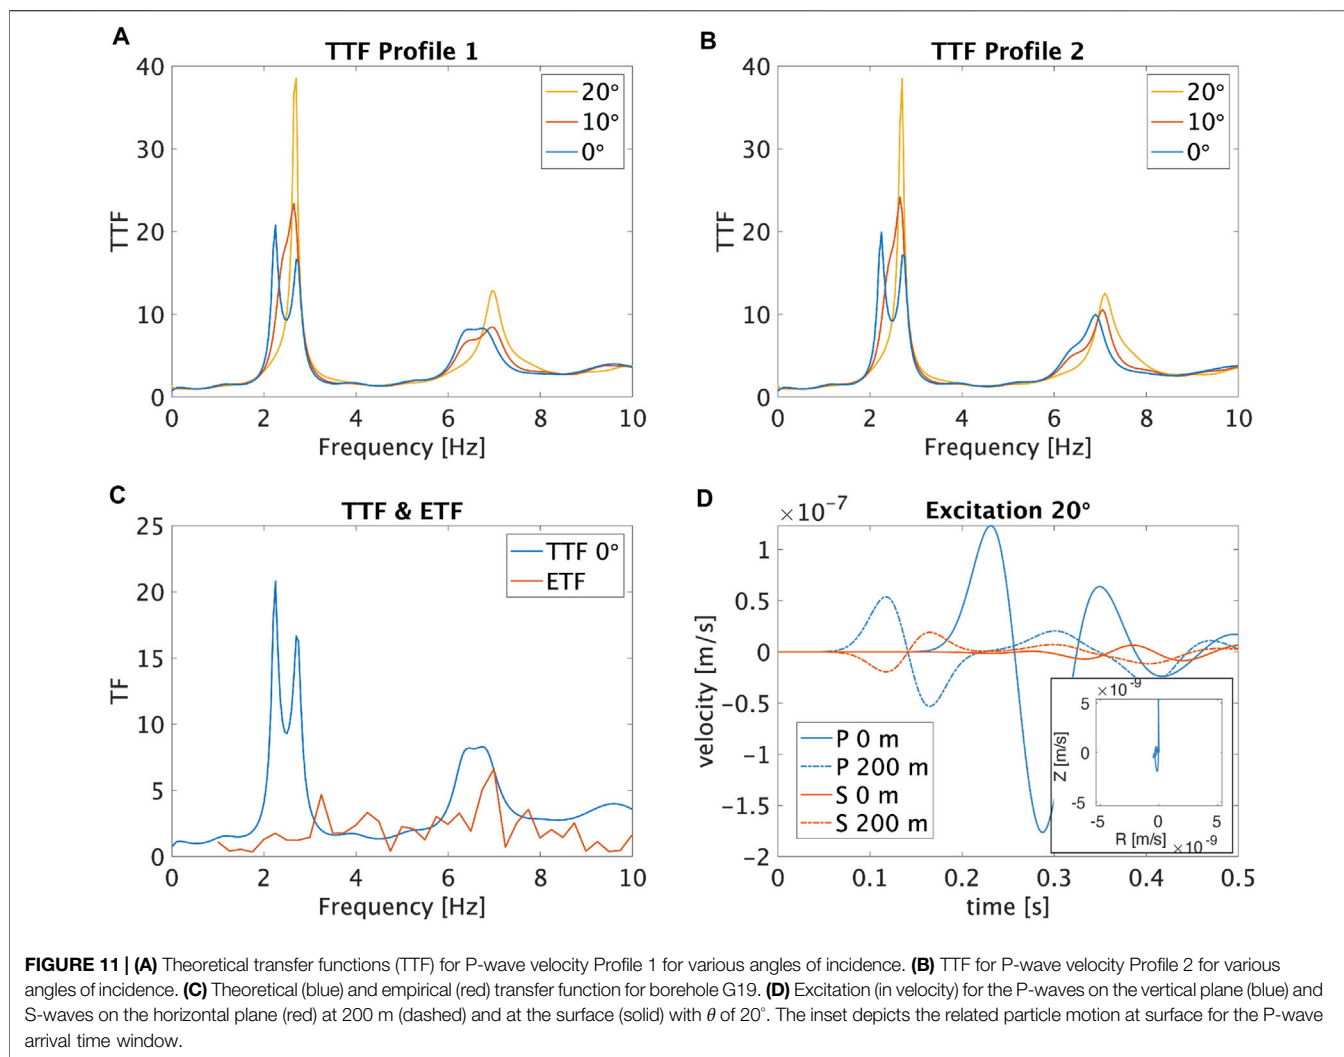 A
TTF Profile 1
40
30
20
10
0
TTF
0 2 4 6 8 10
Frequency [Hz]
20°
10°
0°
B
TTF Profile 2
40
30
20
10
0
TTF
0 2 4 6 8 10
Frequency [Hz]
20°
10°
0°
C
TTF & ETF
25
20
15
10
5
0
TF
0 2 4 6 8 10
Frequency [Hz]
TTF 0°
ETF
D
×10⁻⁷
Excitation 20°
1
0.5
0
-0.5
-1
-1.5
-2
velocity [m/s]
0 0.1 0.2 0.3 0.4 0.5
time [s]
P 0 m
P 200 m
S 0 m
S 200 m
×10⁻⁹
5
0
-5
Z [m/s]
-5 0 5
R [m/s] ×10⁻⁹
FIGURE 11 | (A) Theoretical transfer functions (TTF) for P-wave velocity Profile 1 for various angles of incidence. (B) TTF for P-wave velocity Profile 2 for various
angles of incidence. (C) Theoretical (blue) and empirical (red) transfer function for borehole G19. (D) Excitation (in velocity) for the P-waves on the vertical plane (blue) and
S-waves on the horizontal plane (red) at 200 m (dashed) and at the surface (solid) with θ of 20°. The inset depicts the related particle motion at surface for the P-wave
arrival time window.